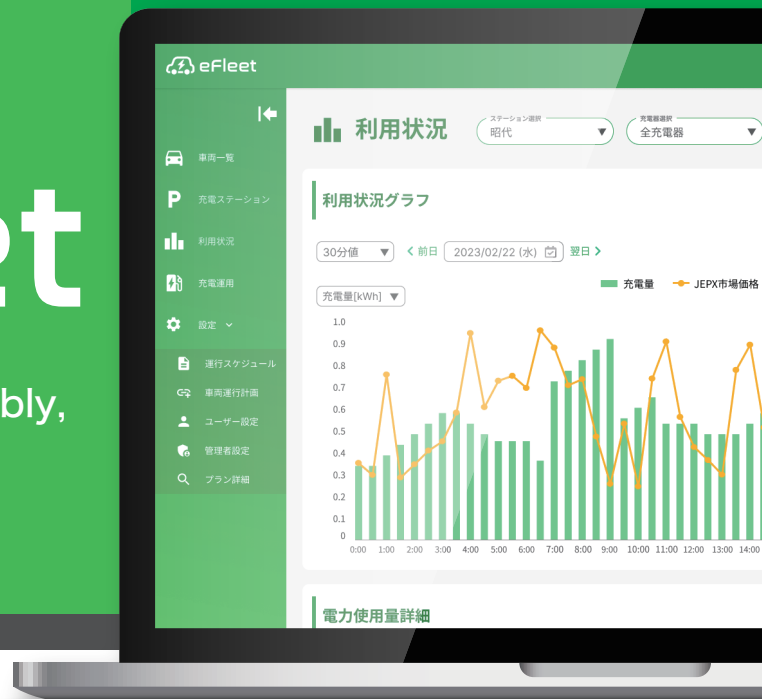 et
bly,
eFleet
車両一覧
充電ステーション
利用状況
充電運用
設定
運行スケジュール
車両運行計画
ユーザー設定
管理者設定
プラン詳細
利用状況
ステーション選択
昭代
充電器選択
全充電器
利用状況グラフ
30分値
前日
2023/02/22 (水)
翌日
充電量[kWh]
充電量
JEPX市場価格
1.0
0.9
0.8
0.7
0.6
0.5
0.4
0.3
0.2
0.1
0
0:00 1:00 2:00 3:00 4:00 5:00 6:00 7:00 8:00 9:00 10:00 11:00 12:00 13:00 14:00
電力使用量詳細